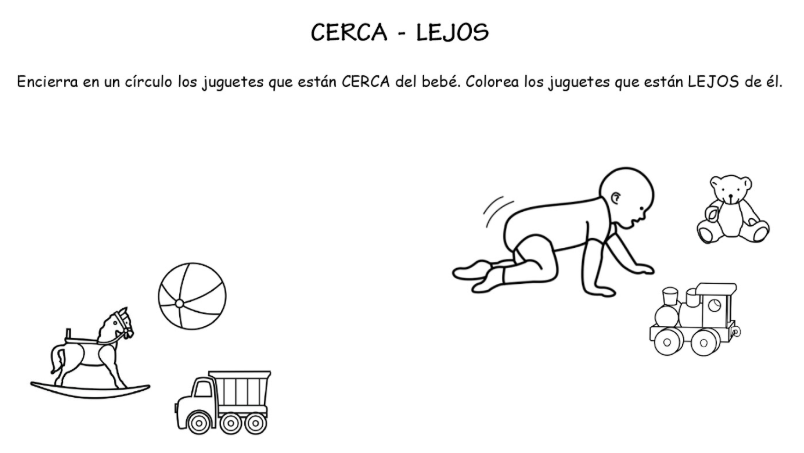 CERCA - LEJOS
Encierra en un círculo los juguetes que están CERCA del bebé. Colorea los juguetes que están LEJOS de él.